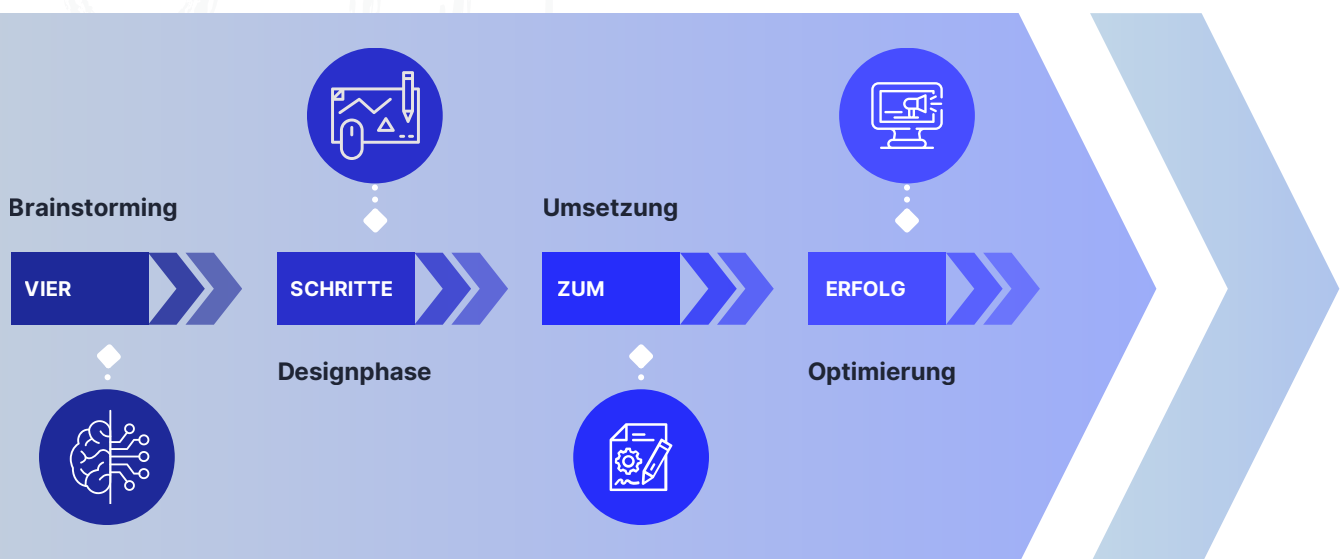 Brainstorming
Umsetzung
VIER
SCHRITTE
ZUM
ERFOLG
Designphase
Optimierung